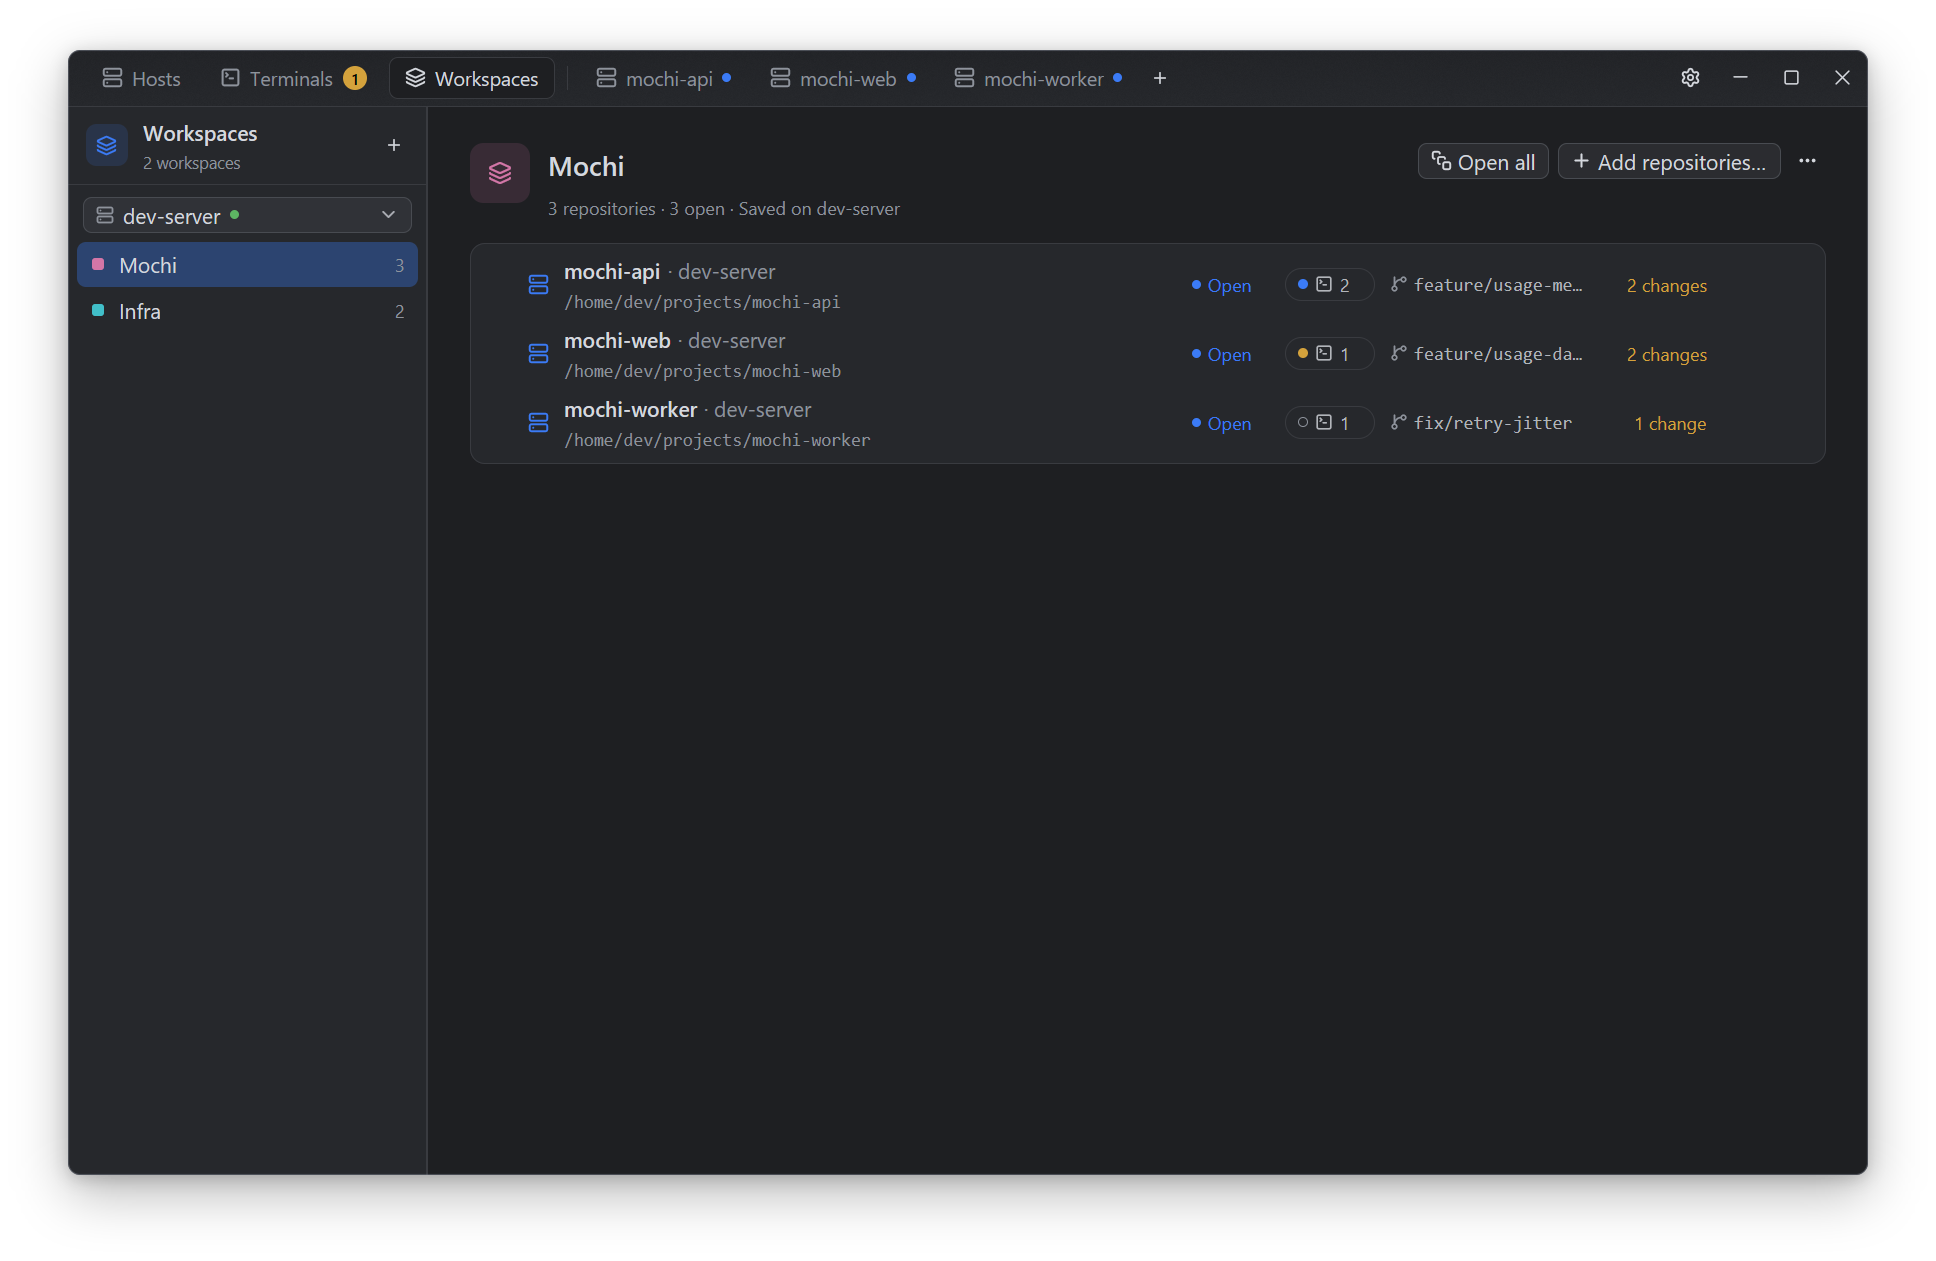 Hosts Terminals 1 Workspaces mochi-api mochi-web mochi-worker +
Workspaces
2 workspaces
+
dev-server
Mochi 3
Infra 2
Mochi
3 repositories · 3 open · Saved on dev-server
Open all + Add repositories... ···
mochi-api · dev-server
/home/dev/projects/mochi-api
Open 2 feature/usage-me… 2 changes
mochi-web · dev-server
/home/dev/projects/mochi-web
Open 1 feature/usage-da… 2 changes
mochi-worker · dev-server
/home/dev/projects/mochi-worker
Open 1 fix/retry-jitter 1 change